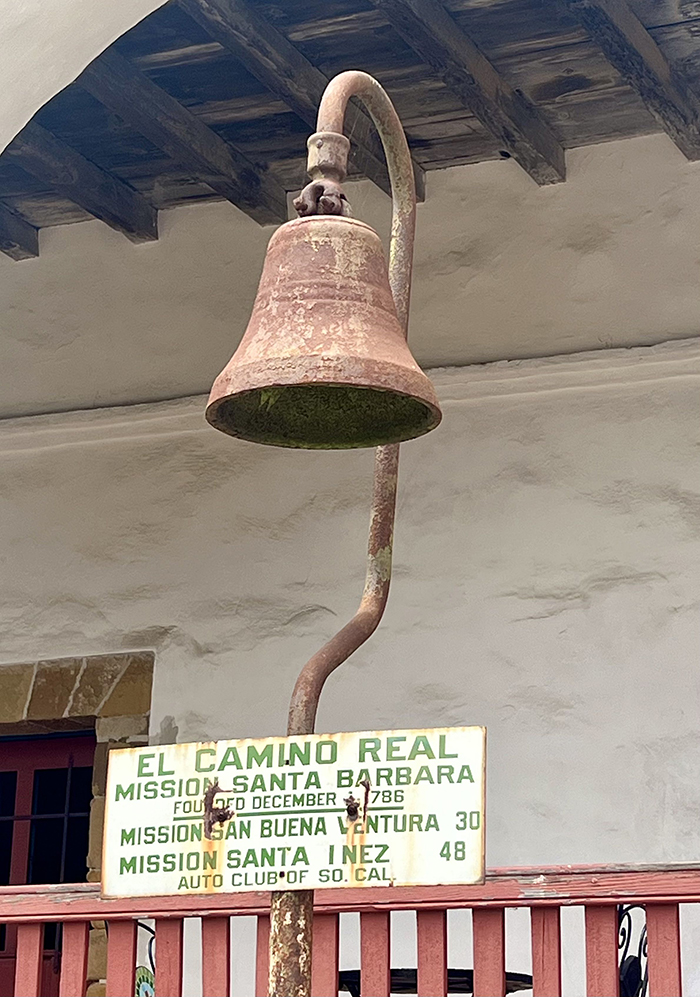 EL CAMINO REAL
MISSION SANTA BARBARA
FOUNDED DECEMBER 1786
MISSION SAN BUENA VENTURA 30
MISSION SANTA INEZ 48
AUTO CLUB OF SO. CAL.